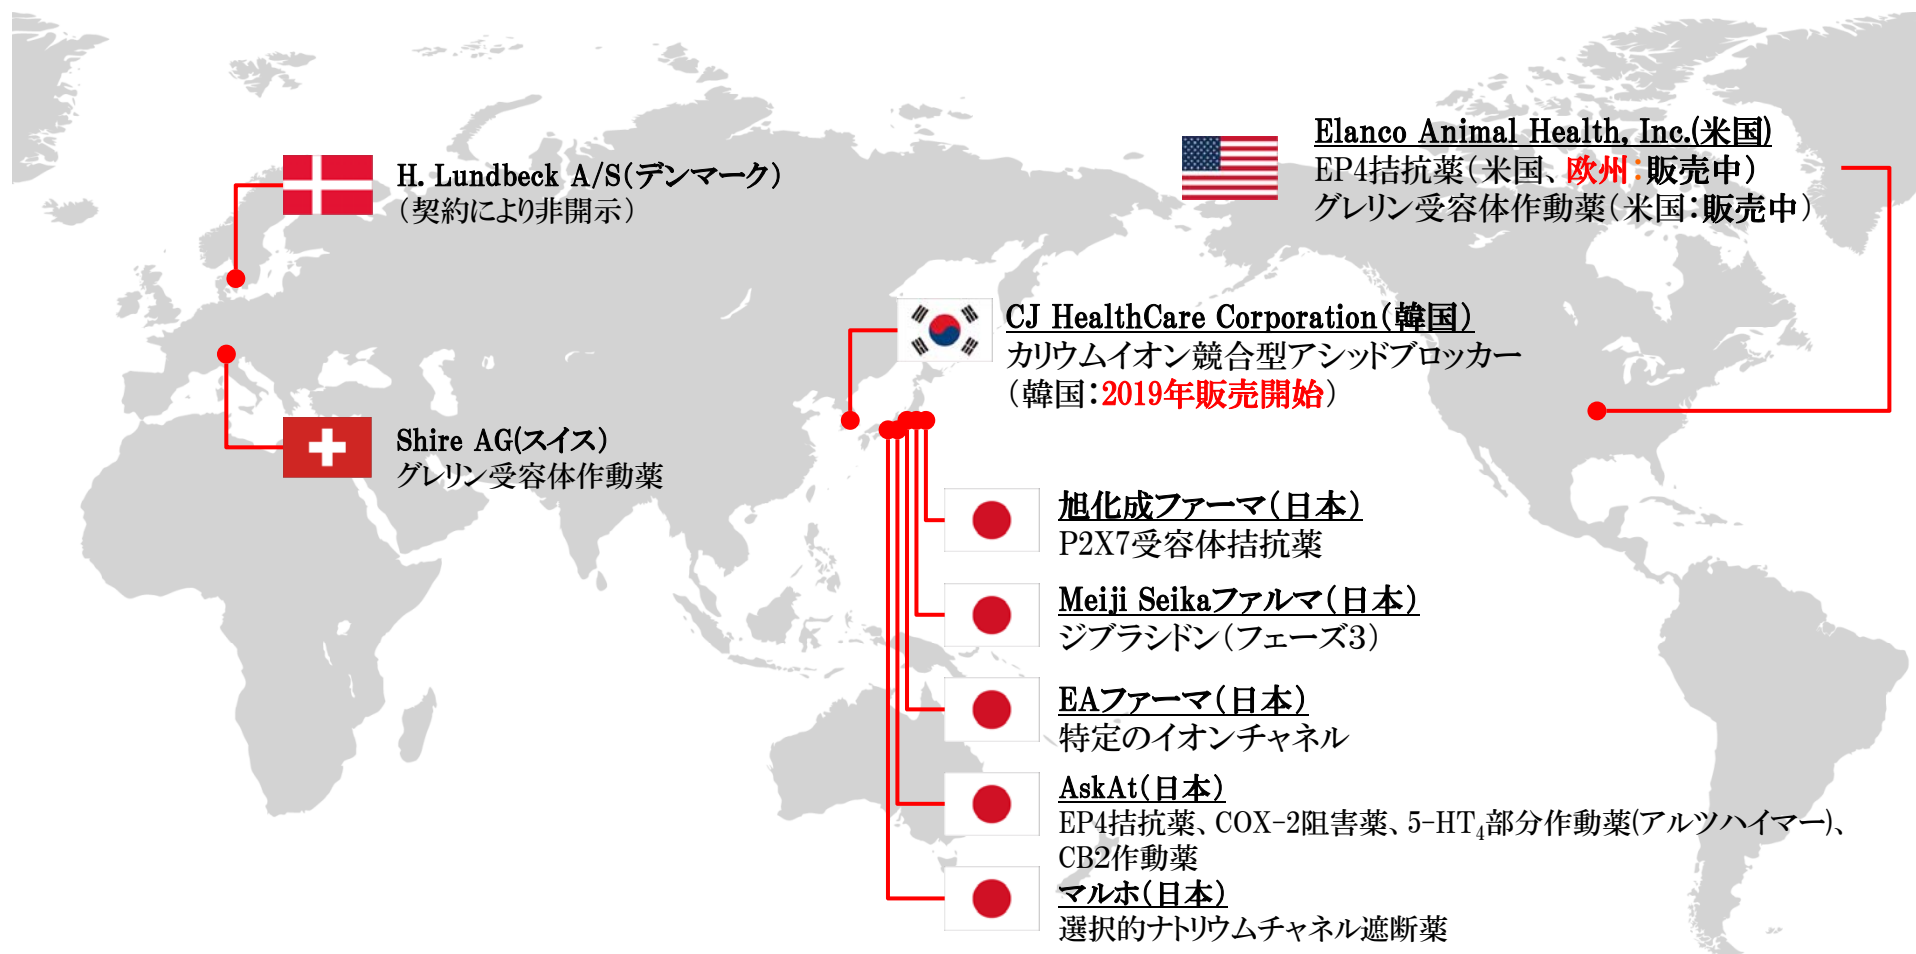 H. Lundbeck A/S(デンマーク)
(契約により非開示)
Shire AG(スイス)
グレリン受容体作動薬
Elanco Animal Health, Inc.(米国)
EP4拮抗薬(米国、欧州:販売中)
グレリン受容体作動薬(米国:販売中)
CJ HealthCare Corporation(韓国)
カリウムイオン競合型アシッドブロッカー
(韓国:2019年販売開始)
旭化成ファーマ(日本)
P2X7受容体拮抗薬
Meiji Seikaファルマ(日本)
ジプラシドン(フェーズ3)
EAファーマ(日本)
特定のイオンチャネル
AskAt(日本)
EP4拮抗薬、COX-2阻害薬、5-HT₄部分作動薬(アルツハイマー)、
CB2作動薬
マルホ(日本)
選択的ナトリウムチャネル遮断薬